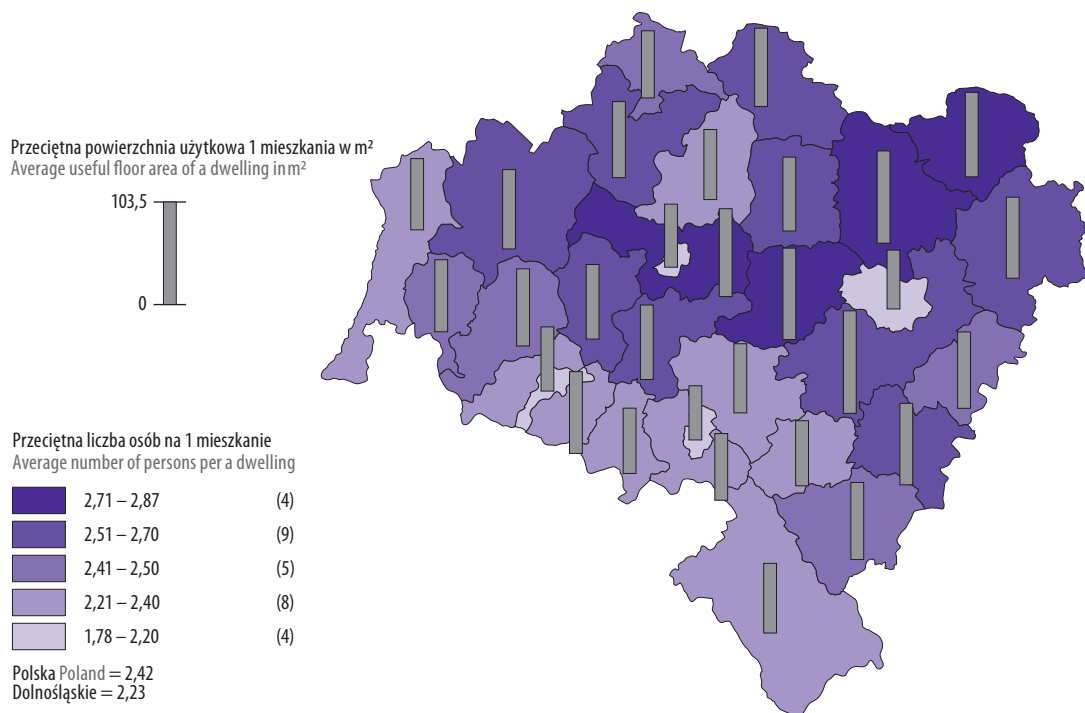 Przeciętna powierzchnia użytkowa 1 mieszkania w m²
Average useful floor area of a dwelling in m²
103,5
0
Przeciętna liczba osób na 1 mieszkanie
Average number of persons per a dwelling
2,71 – 2,87 (4)
2,51 – 2,70 (9)
2,41 – 2,50 (5)
2,21 – 2,40 (8)
1,78 – 2,20 (4)
Polska Poland = 2,42
Dolnośląskie = 2,23